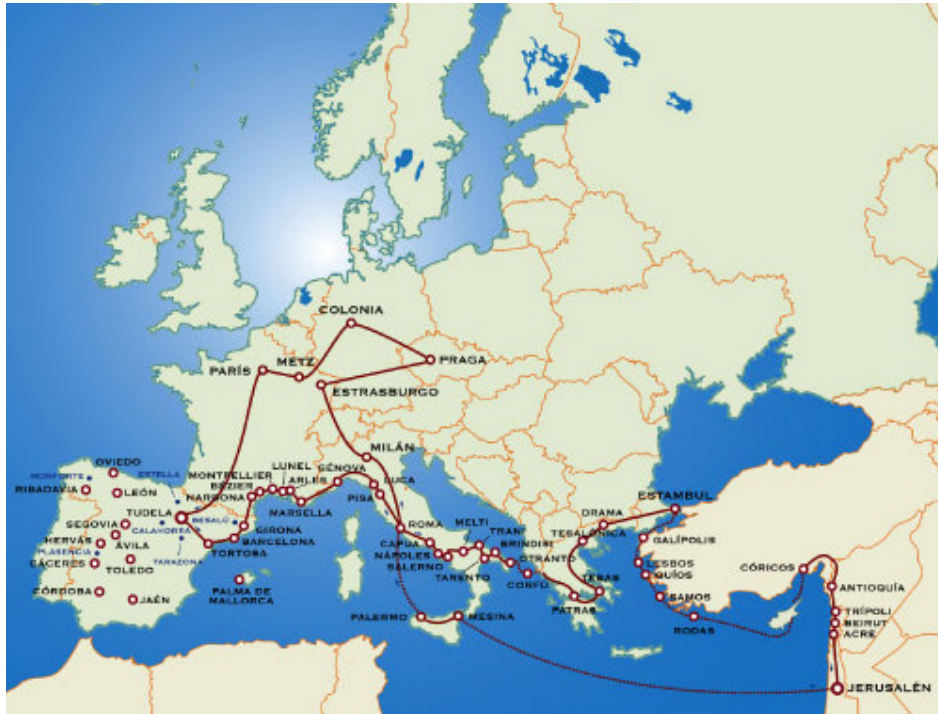 COLONIA
PRAGA
METZ
PARÍS
ESTRASBURGO
MILÁN
LUNEL
GÉNOVA
MONTPELLIER
ARLES
LUCA
BÉZIER
NARBONA
PISA
MARSELLA
OVIEDO
ESTELLA
MONFORTE
RIBADAVIA
LEÓN
TUDELA
BESALÚ
GIRONA
SEGOVIA
CALAHORRA
BARCELONA
HERVÁS
ÁVILA
PLASENCIA
TARAZONA
TORTOSA
CÁCERES
TOLEDO
CÓRDOBA
JAÉN
PALMA DE
MALLORCA
ROMA
MELFI
CAPUA
TRANI
NÁPOLES
BRINDISI
SALERNO
OTRANTO
TARENTO
CORFÚ
PALERMO
MESINA
DRAMA
ESTAMBUL
TESALÓNICA
GALÍPOLIS
TEBAS
LESBOS
QUÍOS
PATRAS
SAMOS
RODAS
CÓRICOS
ANTIOQUÍA
TRÍPOLI
BEIRUT
ACRE
JERUSALÉN